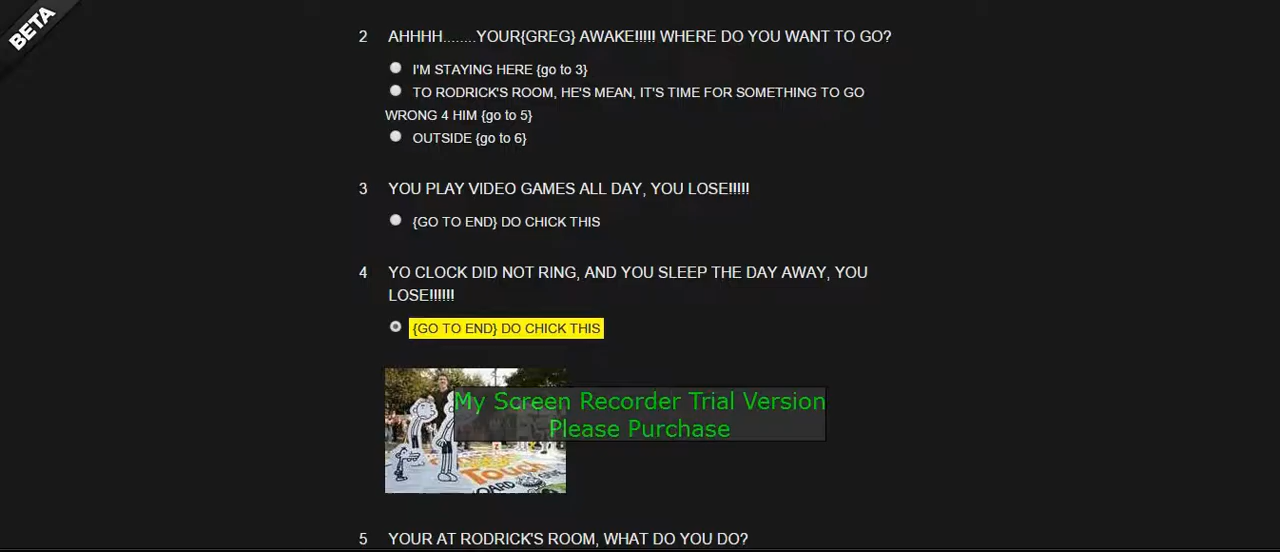 BETA
2 AHHHH........YOUR{GREG} AWAKE!!!!! WHERE DO YOU WANT TO GO?
I'M STAYING HERE {go to 3}
TO RODRICK'S ROOM, HE'S MEAN, IT'S TIME FOR SOMETHING TO GO
WRONG 4 HIM {go to 5}
OUTSIDE {go to 6}
3 YOU PLAY VIDEO GAMES ALL DAY, YOU LOSE!!!!!
{GO TO END} DO CHICK THIS
4 YO CLOCK DID NOT RING, AND YOU SLEEP THE DAY AWAY, YOU
LOSE!!!!!!
{GO TO END} DO CHICK THIS
My Screen Recorder Trial Version
Please Purchase
Touch
5 YOUR AT RODRICK'S ROOM, WHAT DO YOU DO?